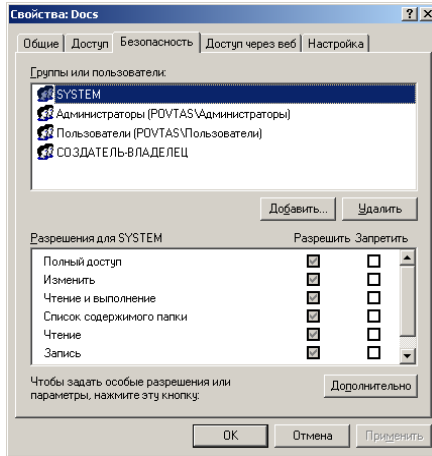 Свойства: Docs
Общие Доступ Безопасность Доступ через веб Настройка
Группы или пользователи:
SYSTEM
Администраторы (POVTAS\Администраторы)
Пользователи (POVTAS\Пользователи)
СОЗДАТЕЛЬ-ВЛАДЕЛЕЦ
Добавить... Удалить
Разрешения для SYSTEM Разрешить Запретить
Полный доступ
Изменить
Чтение и выполнение
Список содержимого папки
Чтение
Запись
Чтобы задать особые разрешения или
параметры, нажмите эту кнопку:
Дополнительно
OK Отмена Применить